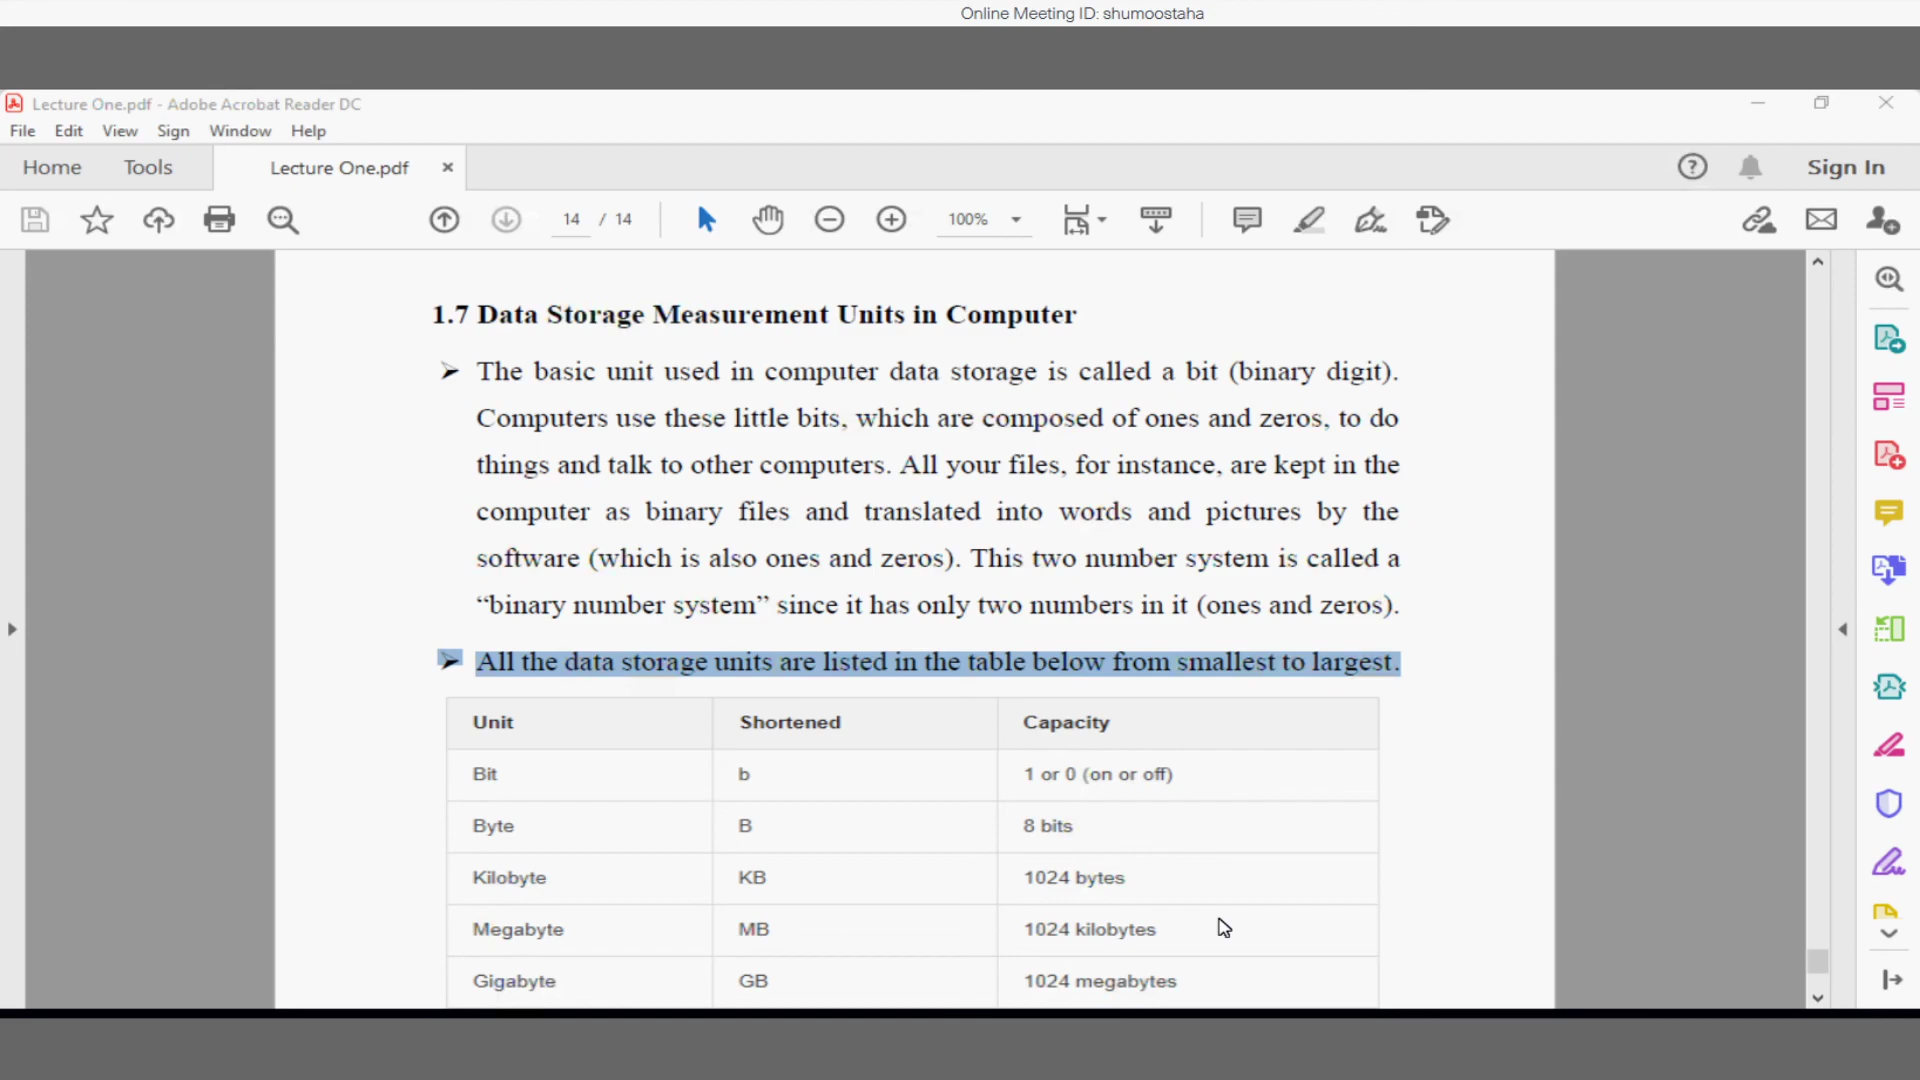 Online Meeting ID: shumoostaha
Lecture One.pdf - Adobe Acrobat Reader DC
File Edit View Sign Window Help
Home Tools Lecture One.pdf × Sign In
14 / 14 100%
1.7 Data Storage Measurement Units in Computer
➢ The basic unit used in computer data storage is called a bit (binary digit).
Computers use these little bits, which are composed of ones and zeros, to do
things and talk to other computers. All your files, for instance, are kept in the
computer as binary files and translated into words and pictures by the
software (which is also ones and zeros). This two number system is called a
“binary number system” since it has only two numbers in it (ones and zeros).
➢ All the data storage units are listed in the table below from smallest to largest.
Unit Shortened Capacity
Bit b 1 or 0 (on or off)
Byte B 8 bits
Kilobyte KB 1024 bytes
Megabyte MB 1024 kilobytes
Gigabyte GB 1024 megabytes